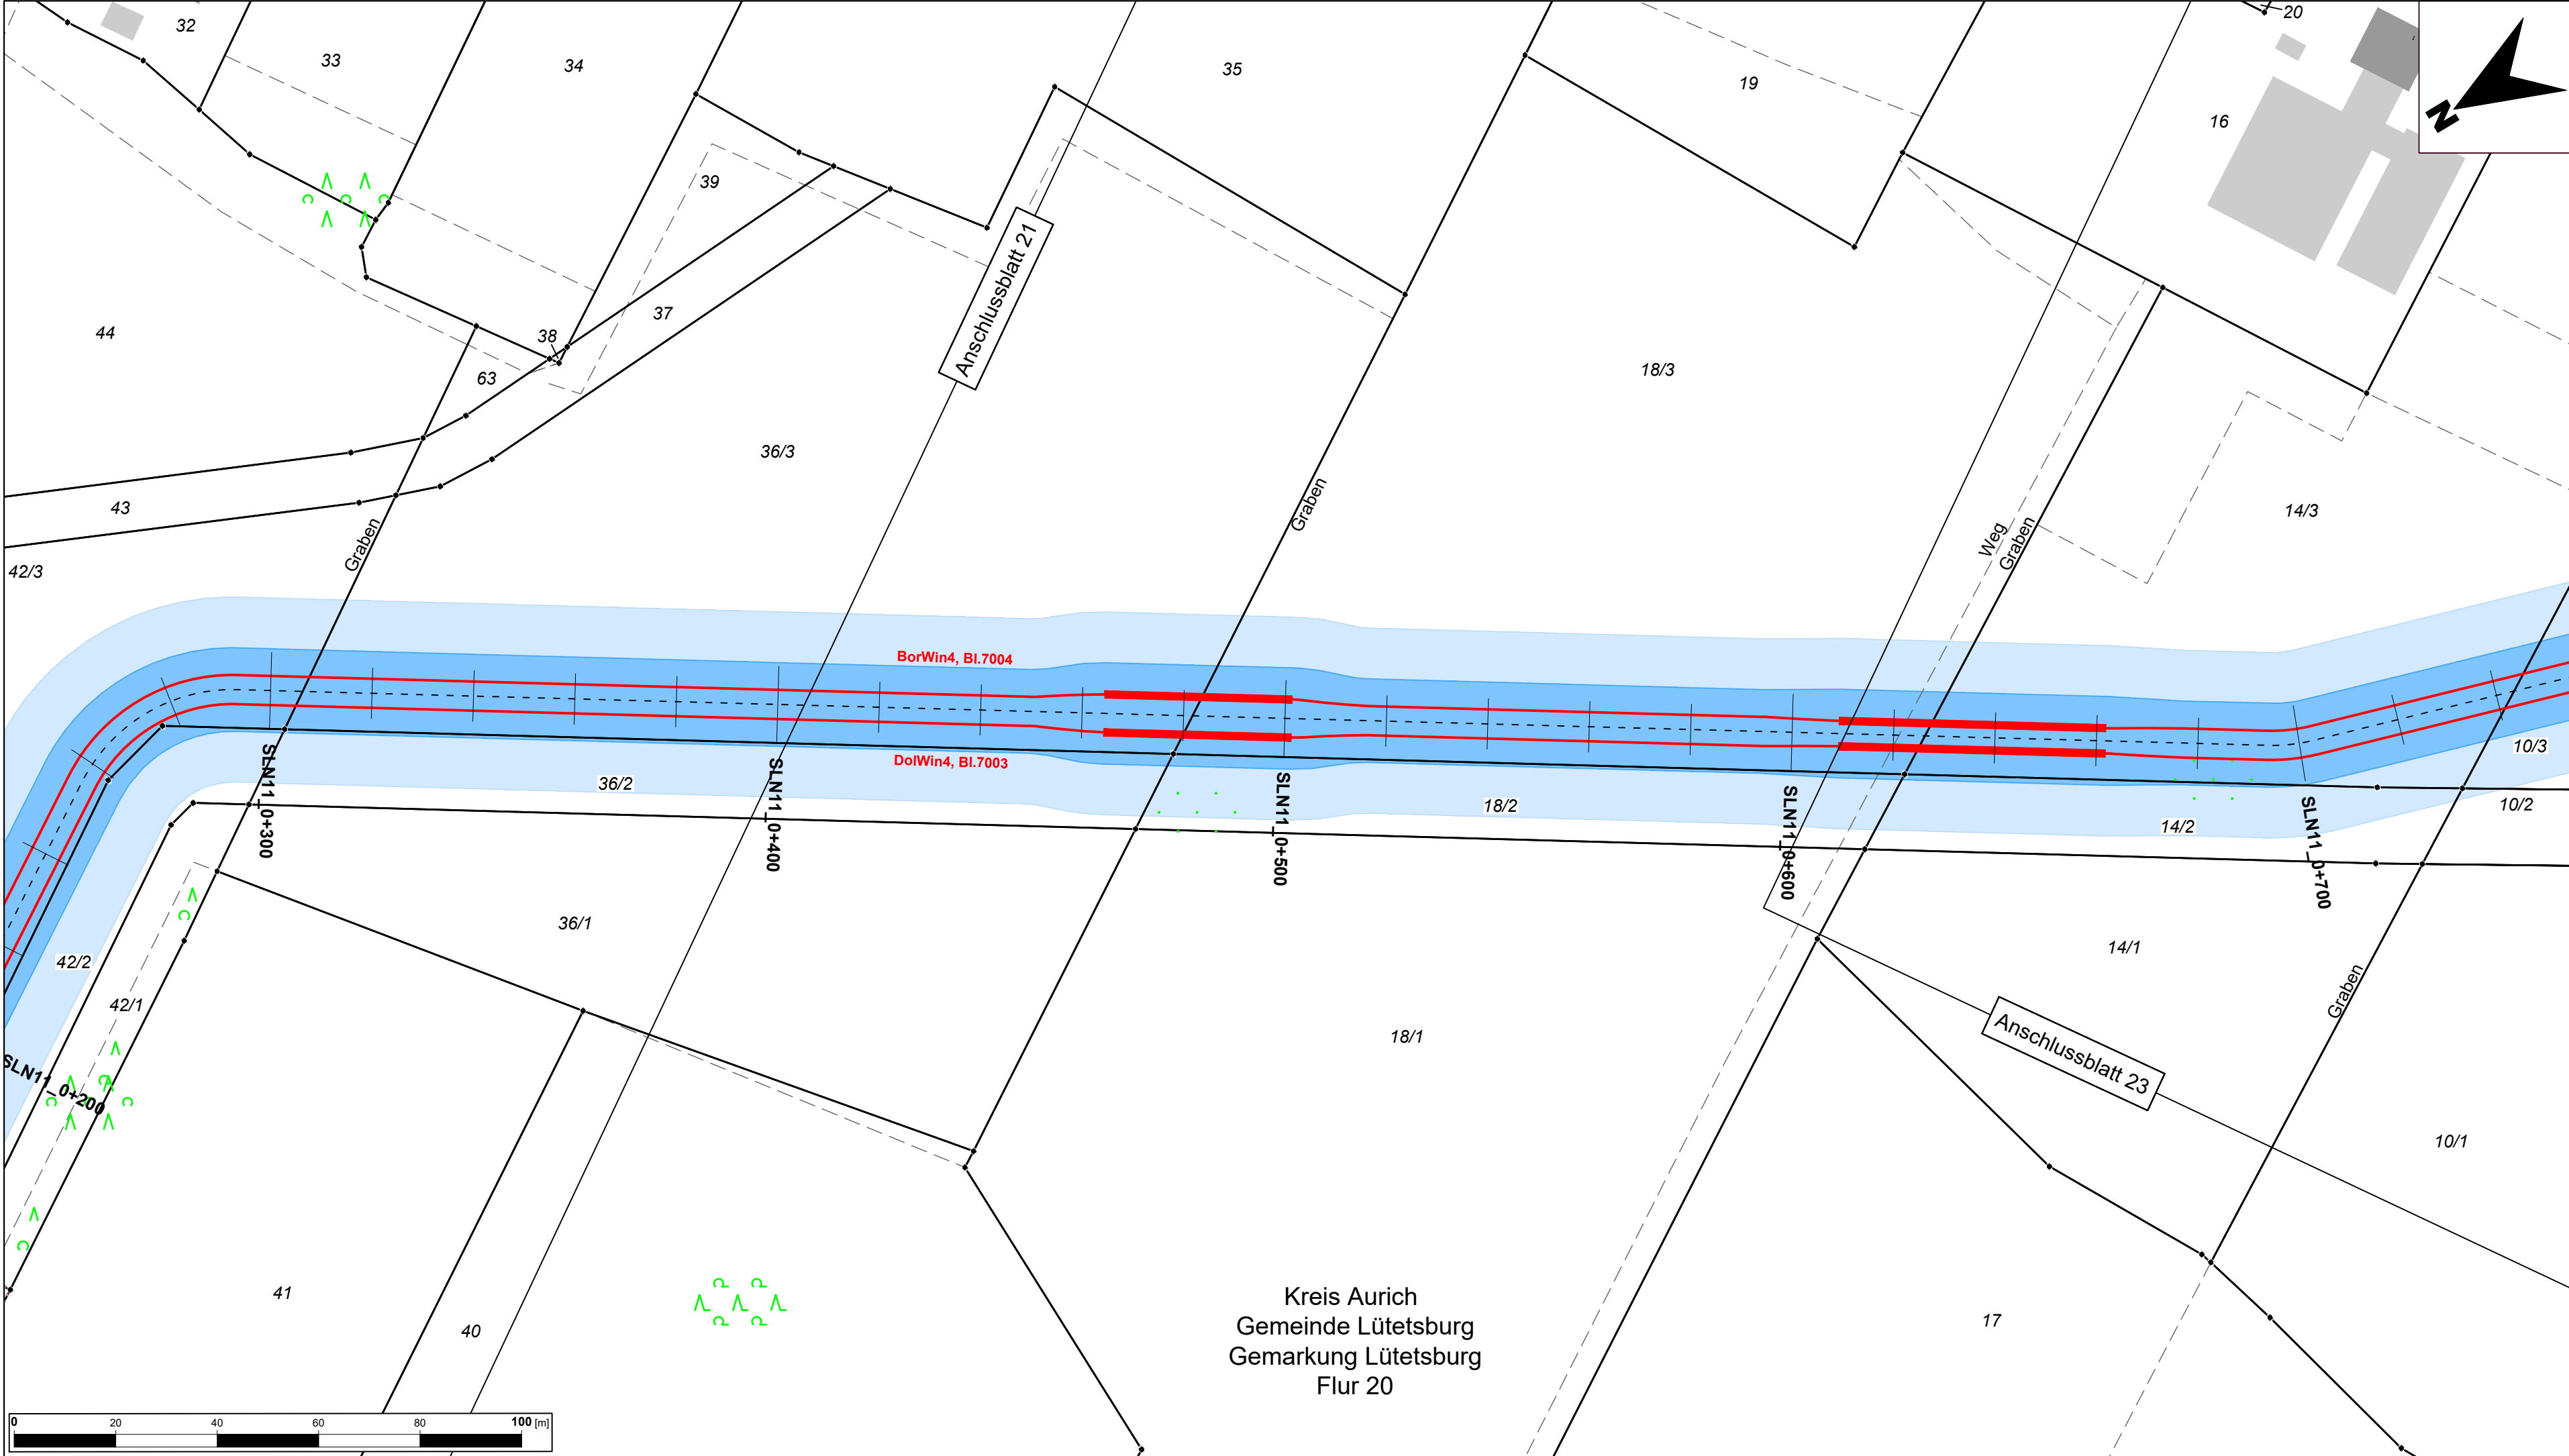 32
33
34
35
19
20
16
N
39
44
38
37
63
18/3
36/3
43
14/3
42/3
Graben
Graben
Weg
Graben
Anschlussblatt 21
BorWin4, Bl.7004
DolWin4, Bl.7003
10/3
10/2
36/2
18/2
14/2
SLN11_0+300
SLN11_0+400
SLN11_0+500
SLN11_0+600
SLN11_0+700
36/1
14/1
42/2
42/1
Graben
18/1
SLN11_0+200
Anschlussblatt 23
10/1
41
40
17
Kreis Aurich
Gemeinde Lütetsburg
Gemarkung Lütetsburg
Flur 20
0 20 40 60 80 100 [m]